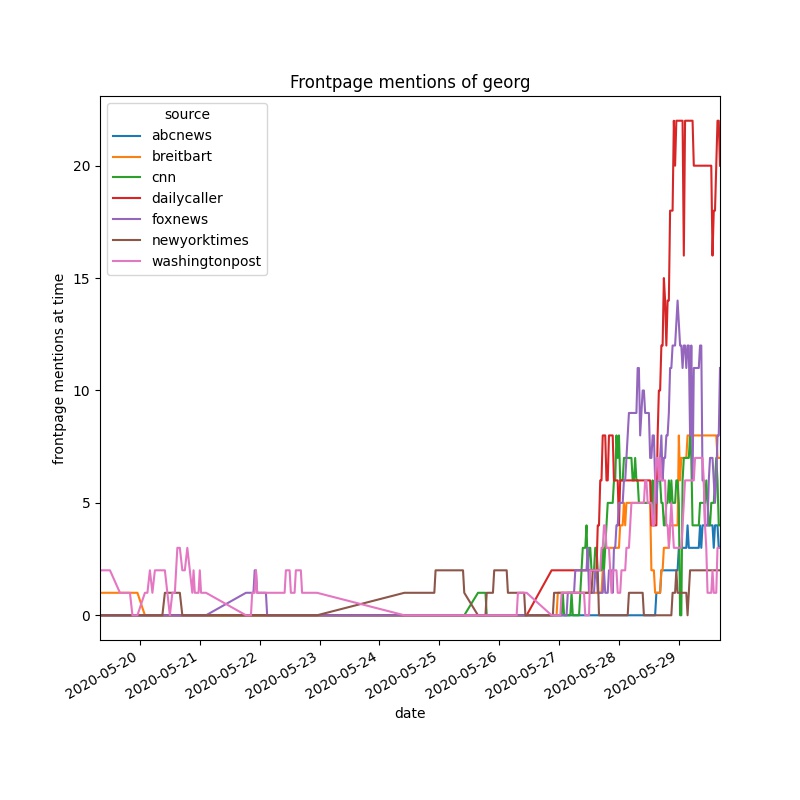 Frontpage mentions of georg
source
abcnews
breitbart
cnn
dailycaller
foxnews
newyorktimes
washingtonpost
20
15
10
5
0
frontpage mentions at time
2020-05-20
2020-05-21
2020-05-22
2020-05-23
2020-05-24
2020-05-25
2020-05-26
2020-05-27
2020-05-28
2020-05-29
date